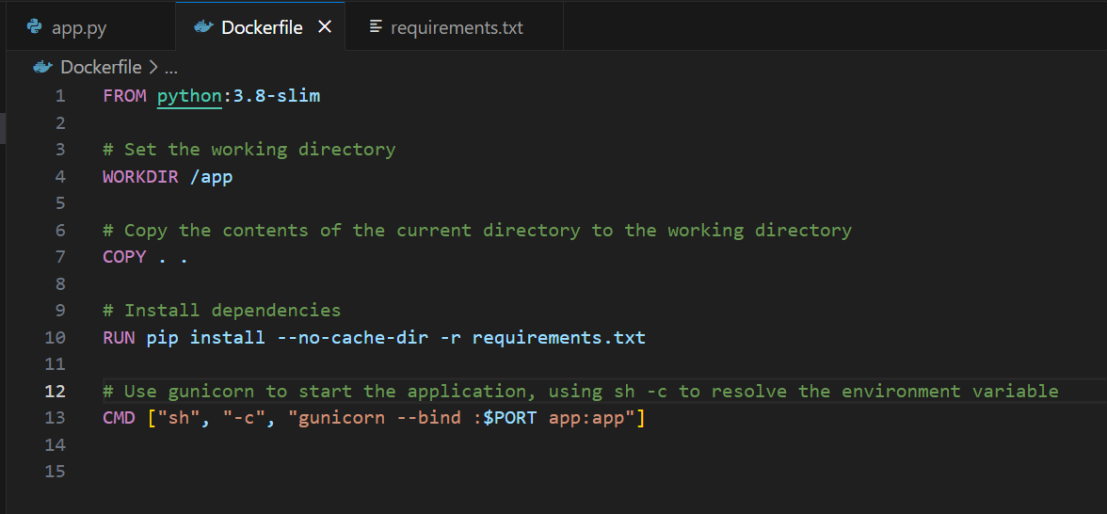 app.py Dockerfile requirements.txt
Dockerfile > ...
1 FROM python:3.8-slim
2
3 # Set the working directory
4 WORKDIR /app
5
6 # Copy the contents of the current directory to the working directory
7 COPY . .
8
9 # Install dependencies
10 RUN pip install --no-cache-dir -r requirements.txt
11
12 # Use gunicorn to start the application, using sh -c to resolve the environment variable
13 CMD ["sh", "-c", "gunicorn --bind :$PORT app:app"]
14
15